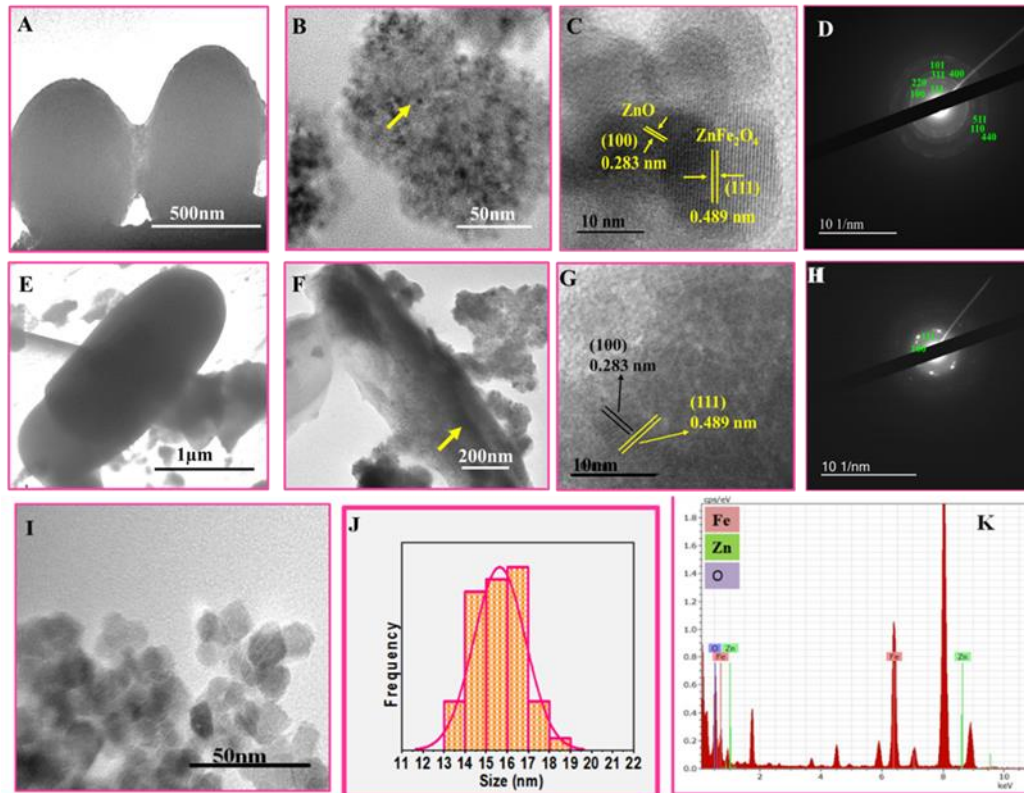 A
500nm
B
50nm
C
ZnO
(100)
0.283 nm
ZnFe2O4
(111)
0.489 nm
10 nm
D
101
311 400
220
100
511
110
440
10 1/nm
E
1µm
F
200nm
G
(100)
0.283 nm
(111)
0.489 nm
10nm
H
10 1/nm
I
50nm
J
Frequency
11 12 13 14 15 16 17 18 19 20 21 22
Size (nm)
K
cps/eV
Fe
Zn
O
1.8
1.6
1.4
1.2
1.0
0.8
0.6
0.4
0.2
0.0
O Zn
Fe
Fe
Zn
2 4 6 8 10
keV